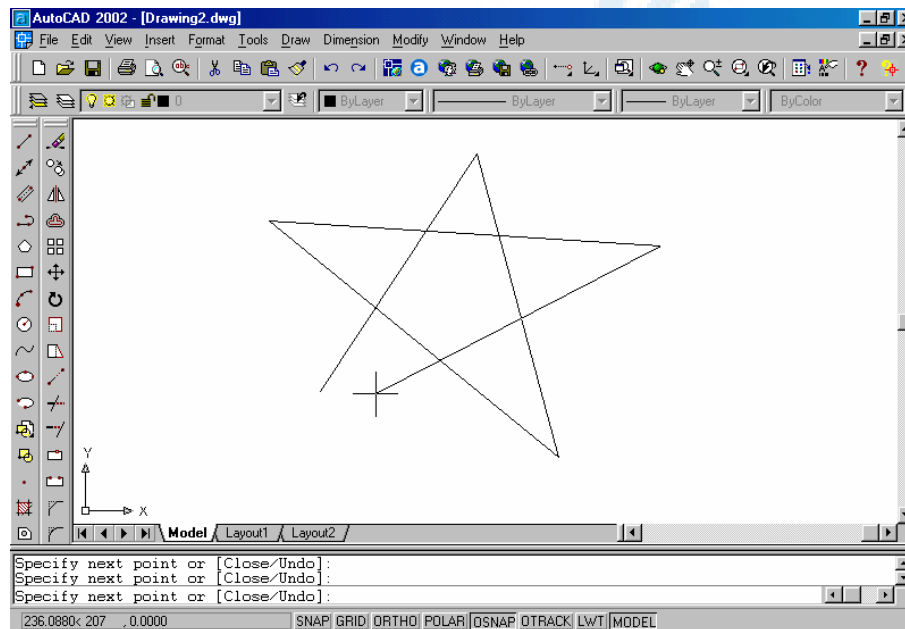 AutoCAD 2002 - [Drawing2.dwg]
File Edit View Insert Format Tools Draw Dimension Modify Window Help
0 ByLayer ByLayer ByLayer ByColor
Y
X
Model Layout1 Layout2
Specify next point or [Close/Undo]:
Specify next point or [Close/Undo]:
Specify next point or [Close/Undo]:
236.0880< 207 , 0.0000 SNAP GRID ORTHO POLAR OSNAP OTRACK LWT MODEL